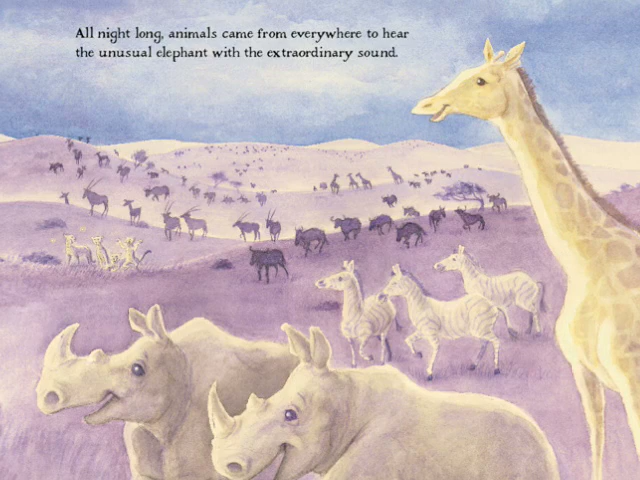 All night long, animals came from everywhere to hear
the unusual elephant with the extraordinary sound.